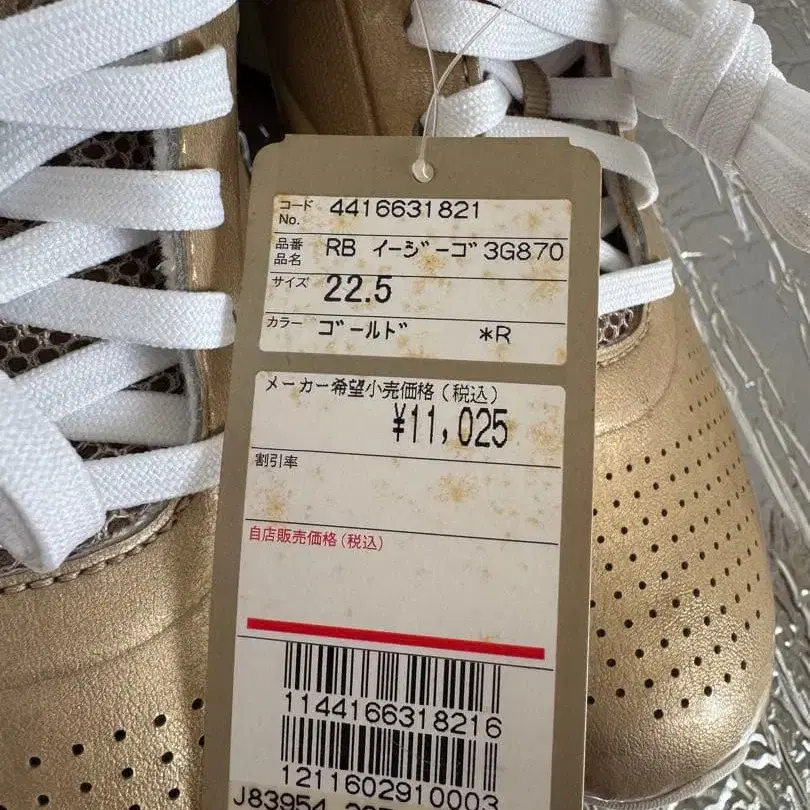 コード No. 4416631821
品番 品名 RB イージーゴ 3G870
サイズ 22.5
カラー ゴールド *R
メーカー希望小売価格(税込)
¥11,025
割引率
自店販売価格(税込)
1144166318216
1211602910003
J83954